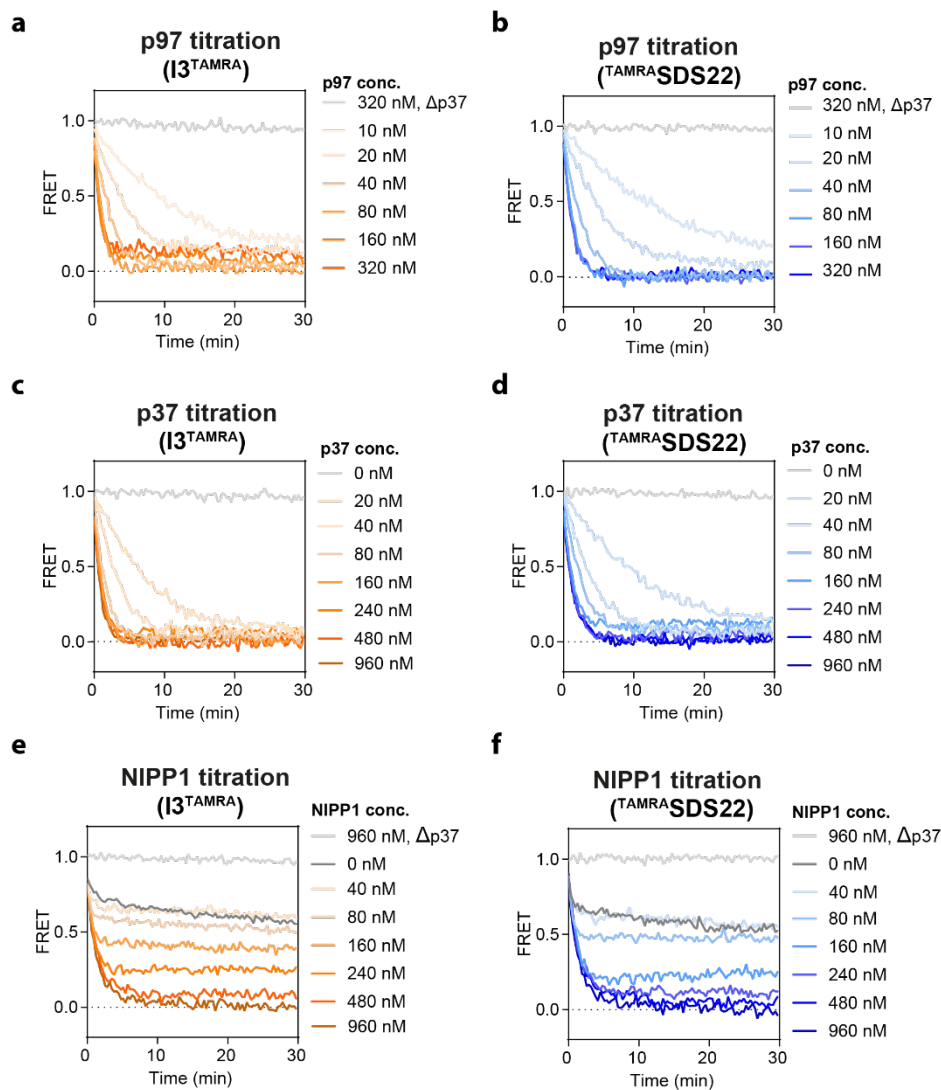 a
p97 titration
(I3TAMRA)
FRET
1.0
0.5
0.0
0
10
20
30
Time (min)
p97 conc.
320 nM, Δp37
10 nM
20 nM
40 nM
80 nM
160 nM
320 nM
b
p97 titration
(TAMRASDS22)
FRET
1.0
0.5
0.0
0
10
20
30
Time (min)
p97 conc.
320 nM, Δp37
10 nM
20 nM
40 nM
80 nM
160 nM
320 nM
c
p37 titration
(I3TAMRA)
FRET
1.0
0.5
0.0
0
10
20
30
Time (min)
p37 conc.
0 nM
20 nM
40 nM
80 nM
160 nM
240 nM
480 nM
960 nM
d
p37 titration
(TAMRASDS22)
FRET
1.0
0.5
0.0
0
10
20
30
Time (min)
p37 conc.
0 nM
20 nM
40 nM
80 nM
160 nM
240 nM
480 nM
960 nM
e
NIPP1 titration
(I3TAMRA)
FRET
1.0
0.5
0.0
0
10
20
30
Time (min)
NIPP1 conc.
960 nM, Δp37
0 nM
40 nM
80 nM
160 nM
240 nM
480 nM
960 nM
f
NIPP1 titration
(TAMRASDS22)
FRET
1.0
0.5
0.0
0
10
20
30
Time (min)
NIPP1 conc.
960 nM, Δp37
0 nM
40 nM
80 nM
160 nM
240 nM
480 nM
960 nM